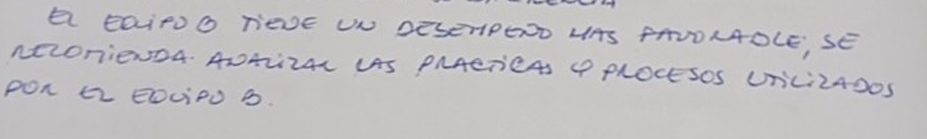 EL EQUIPO B TIENE UN DESEMPEÑO MAS FAVORABLE, SE
RECOMIENDA ANALIZAR LAS PRACTICAS Y PROCESOS UTILIZADOS
POR EL EQUIPO B.